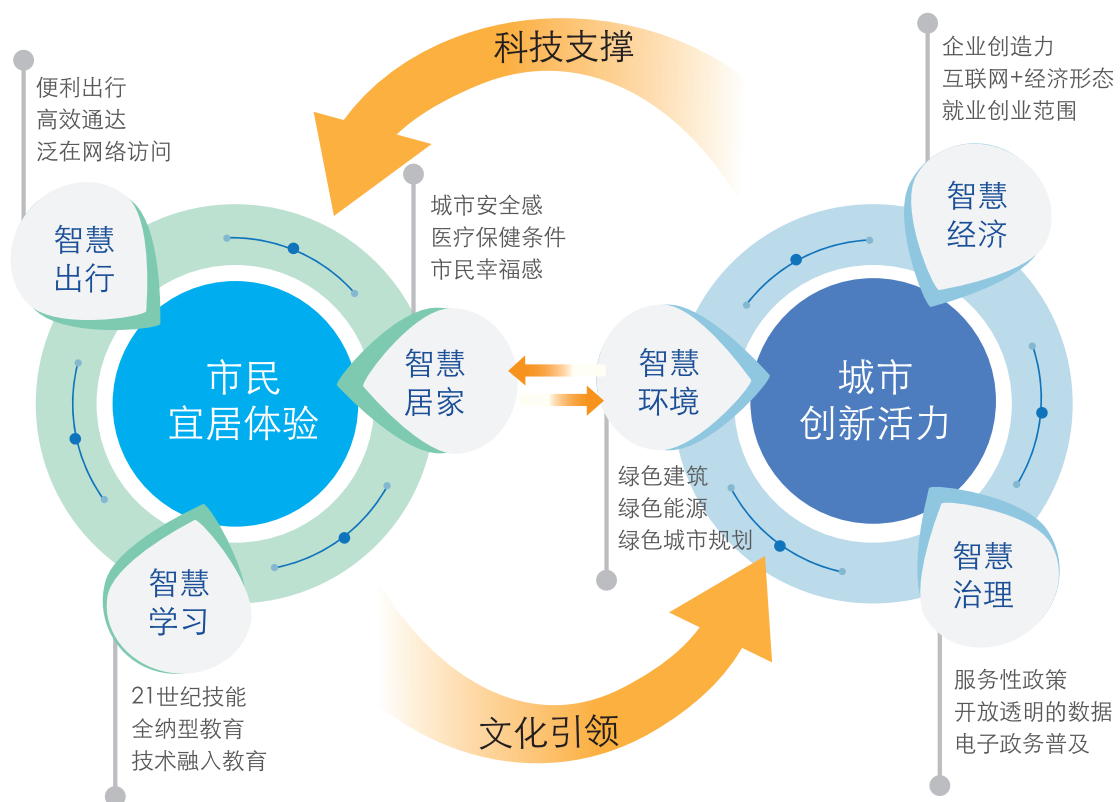 科技支撑
便利出行
高效通达
泛在网络访问
智慧
出行
城市安全感
医疗保健条件
市民幸福感
智慧
居家
市民
宜居体验
智慧
学习
21世纪技能
全纳型教育
技术融入教育
企业创造力
互联网+经济形态
就业创业范围
智慧
经济
智慧
环境
城市
创新活力
绿色建筑
绿色能源
绿色城市规划
智慧
治理
服务性政策
开放透明的数据
电子政务普及
文化引领